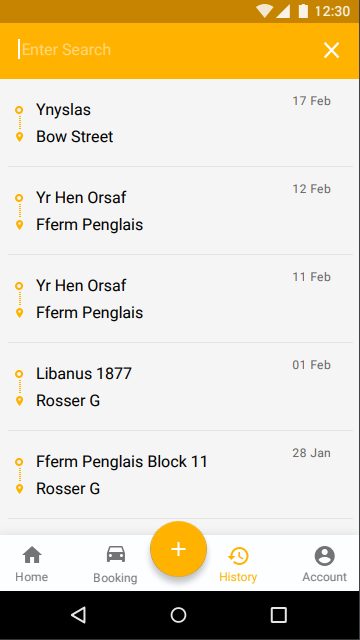 12:30
Enter Search
Ynyslas
17 Feb
Bow Street
Yr Hen Orsaf
12 Feb
Fferm Penglais
Yr Hen Orsaf
11 Feb
Fferm Penglais
Libanus 1877
01 Feb
Rosser G
Fferm Penglais Block 11
28 Jan
Rosser G
Home
Booking
History
Account